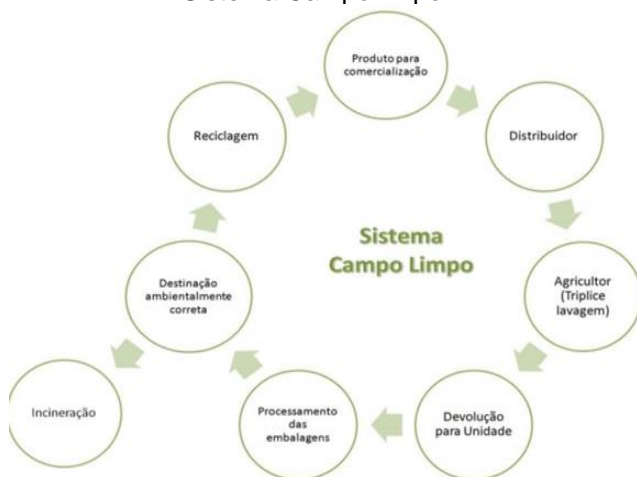 Produto para
comercialização
Distribuidor
Agricultor
(Triplice
lavagem)
Devolução
para Unidade
Processamento
das
embalagens
Destinação
ambientalmente
correta
Incineração
Reciclagem
Sistema
Campo Limpo